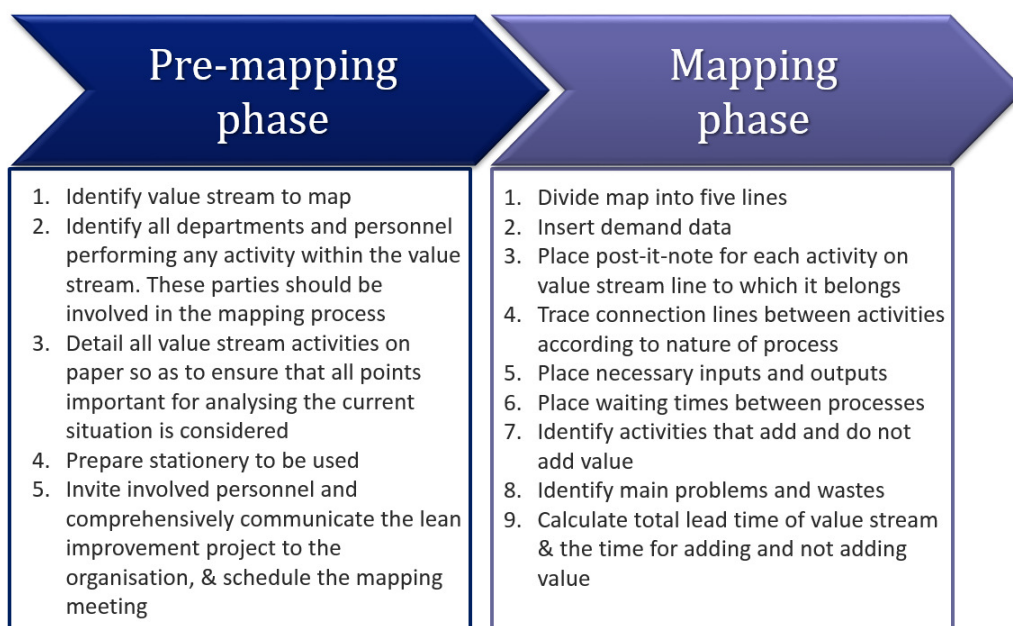 Pre-mapping
phase
1. Identify value stream to map
2. Identify all departments and personnel
performing any activity within the value
stream. These parties should be
involved in the mapping process
3. Detail all value stream activities on
paper so as to ensure that all points
important for analysing the current
situation is considered
4. Prepare stationery to be used
5. Invite involved personnel and
comprehensively communicate the lean
improvement project to the
organisation, & schedule the mapping
meeting
Mapping
phase
1. Divide map into five lines
2. Insert demand data
3. Place post-it-note for each activity on
value stream line to which it belongs
4. Trace connection lines between activities
according to nature of process
5. Place necessary inputs and outputs
6. Place waiting times between processes
7. Identify activities that add and do not
add value
8. Identify main problems and wastes
9. Calculate total lead time of value stream
& the time for adding and not adding
value